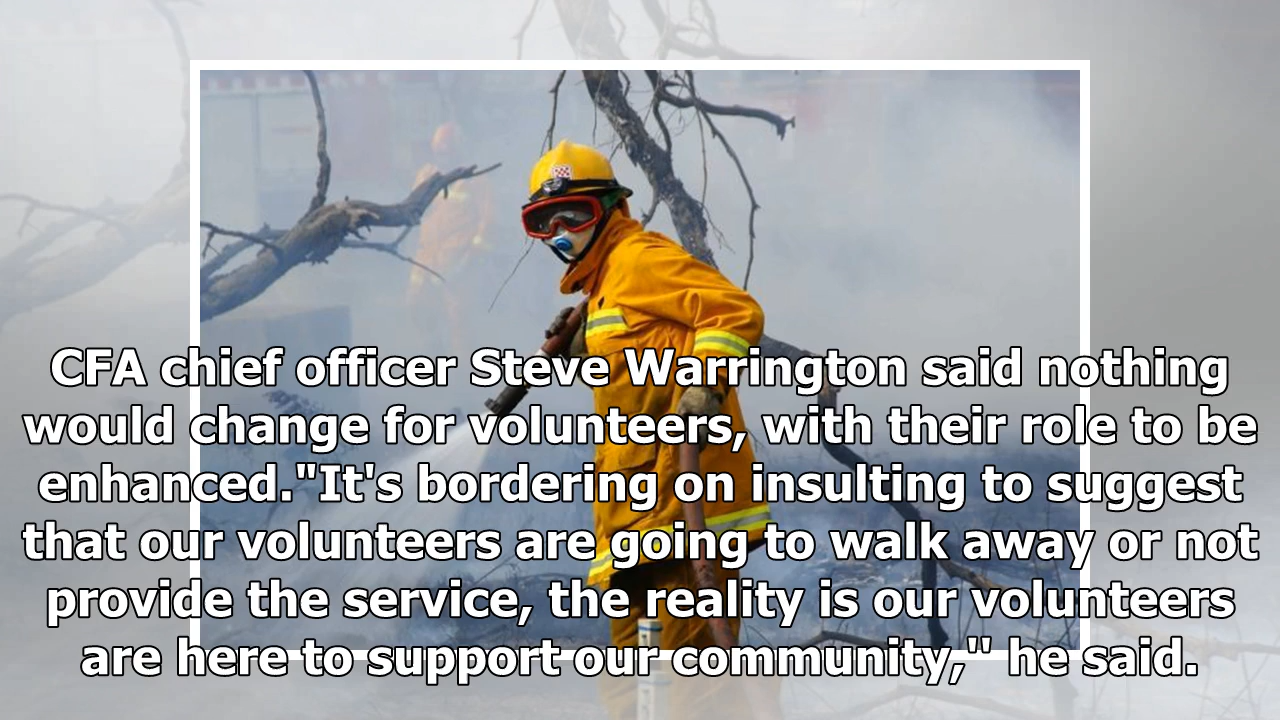 CFA chief officer Steve Warrington said nothing
would change for volunteers, with their role to be
enhanced."It's bordering on insulting to suggest
that our volunteers are going to walk away or not
provide the service, the reality is our volunteers
are here to support our community," he said.